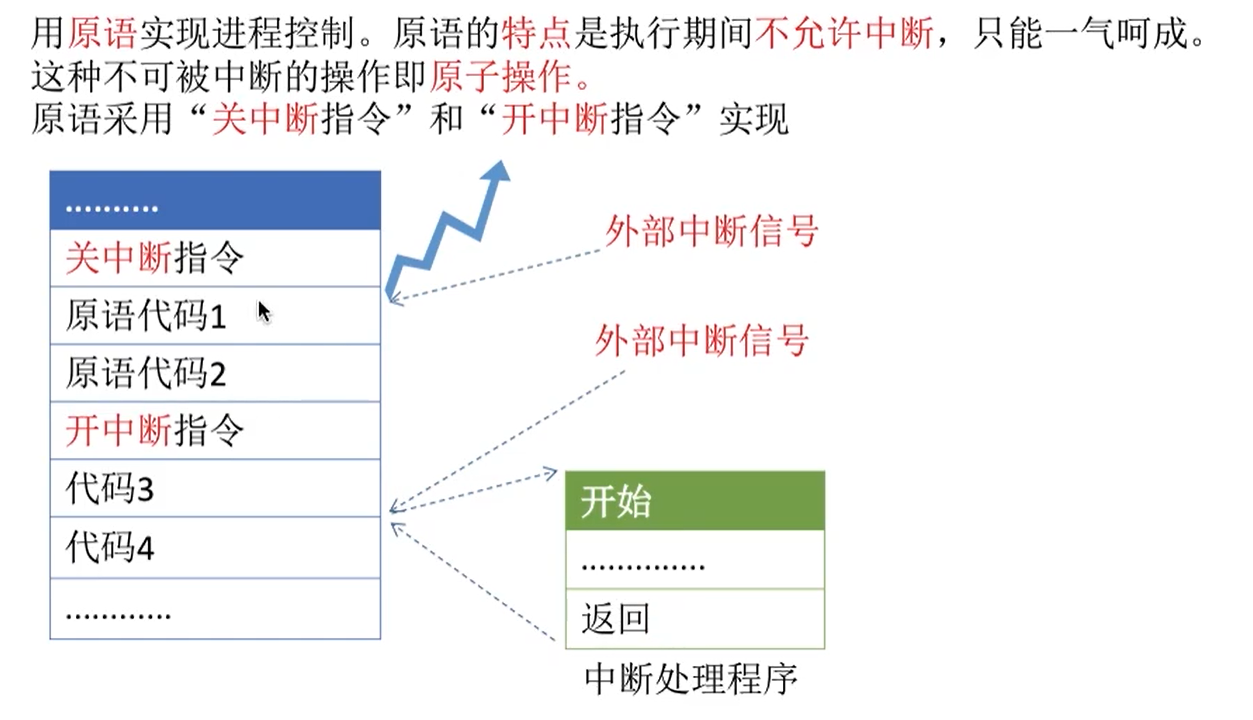 用原语实现进程控制。原语的特点是执行期间不允许中断，只能一气呵成。
这种不可被中断的操作即原子操作。
原语采用“关中断指令”和“开中断指令”实现
..........
关中断指令
原语代码1
原语代码2
开中断指令
代码3
代码4
............
外部中断信号
外部中断信号
开始
..............
返回
中断处理程序